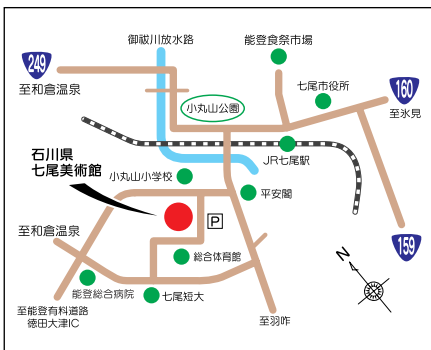 御祓川放水路
能登食祭市場
249
160
七尾市役所
至和倉温泉
小丸山公園
至氷見
石川県
七尾美術館
JR七尾駅
小丸山小学校
平安閣
P
至和倉温泉
159
総合体育館
N
能登総合病院
七尾短大
至能登有料道路
徳田大津IC
至羽咋